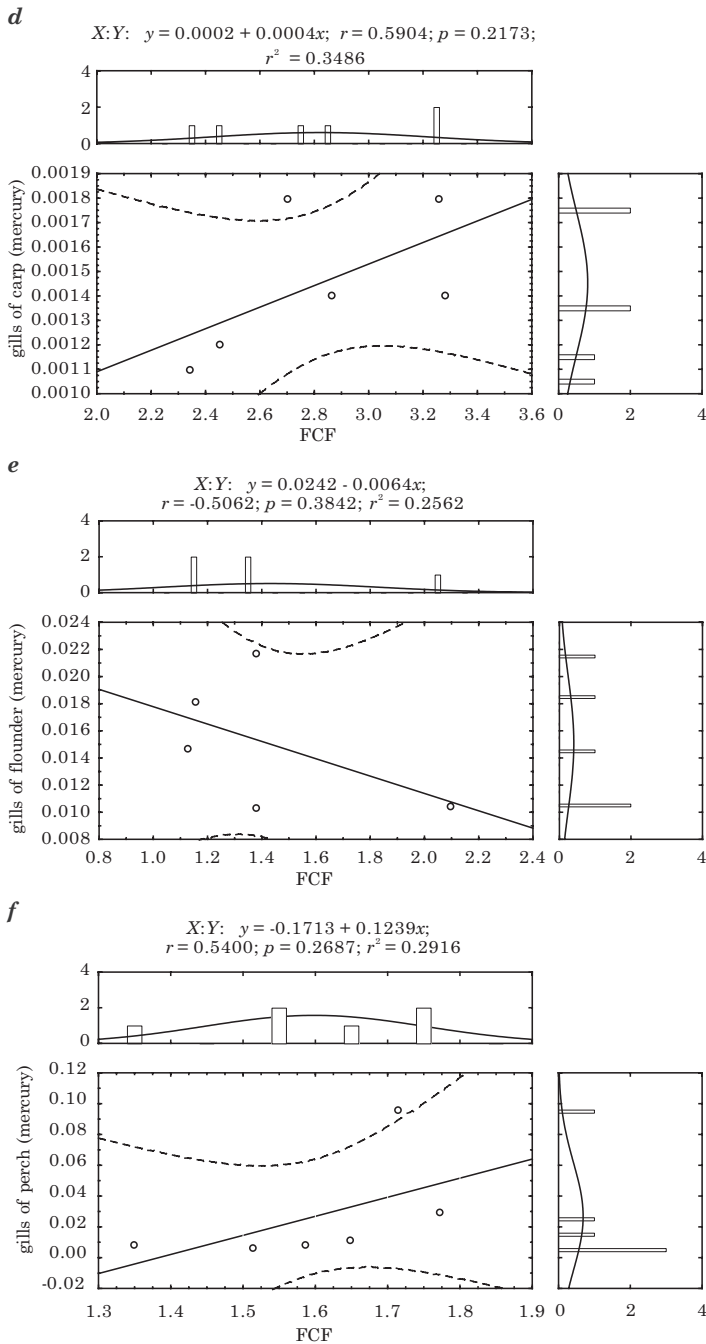 d
X:Y: y = 0.0002 + 0.0004x; r = 0.5904; p = 0.2173;
r² = 0.3486
4
2
0
0.0019
0.0018
0.0016
0.0015
0.0014
0.0013
0.0012
0.0011
0.0010
gills of carp (mercury)
2.0 2.2 2.4 2.6 2.8 3.0 3.2 3.4 3.6
FCF
0 2 4
e
X:Y: y = 0.0242 - 0.0064x;
r = -0.5062; p = 0.3842; r² = 0.2562
4
2
0
0.024
0.022
0.020
0.018
0.016
0.014
0.012
0.010
0.008
gills of flounder (mercury)
0.8 1.0 1.2 1.4 1.6 1.8 2.0 2.2 2.4
FCF
0 2 4
f
X:Y: y = -0.1713 + 0.1239x;
r = 0.5400; p = 0.2687; r² = 0.2916
4
2
0
0.12
0.10
0.08
0.06
0.04
0.02
0.00
-0.02
gills of perch (mercury)
1.3 1.4 1.5 1.6 1.7 1.8 1.9
FCF
0 2 4